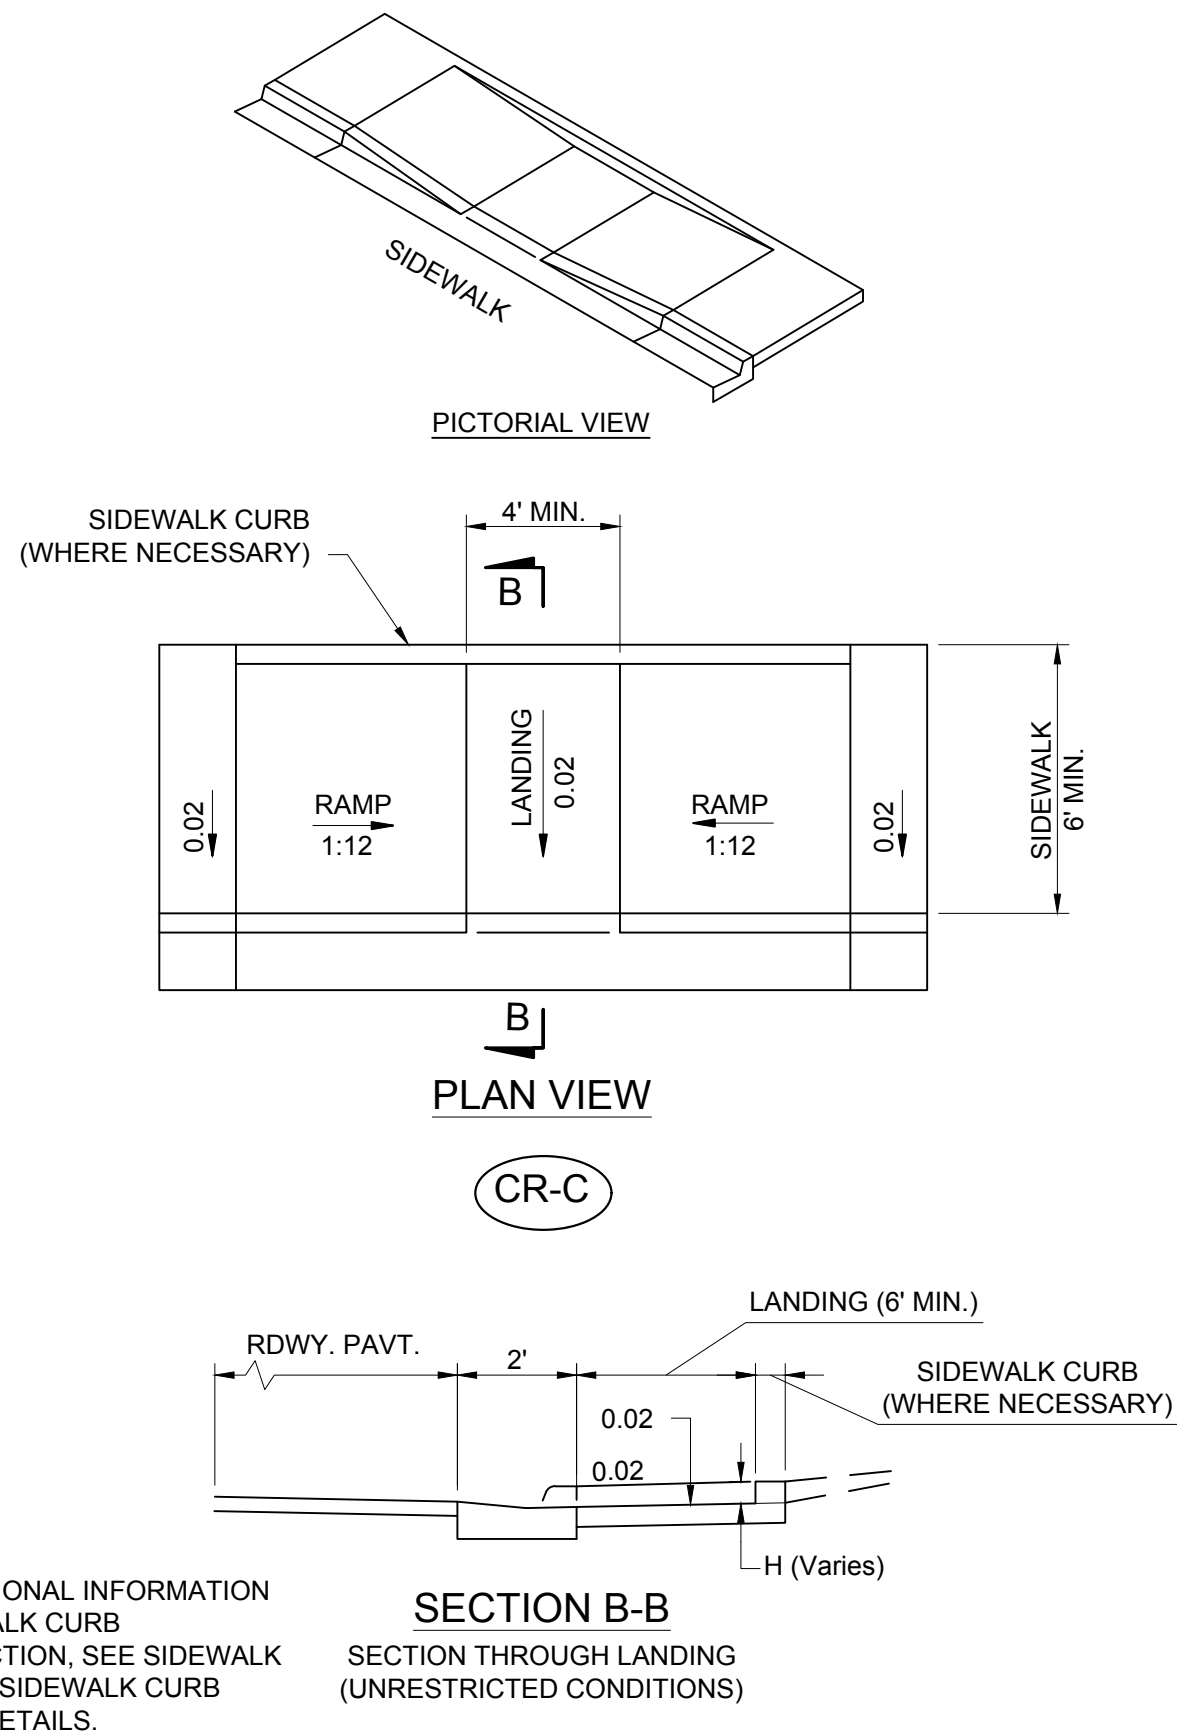 SIDEWALK
PICTORIAL VIEW
SIDEWALK CURB
(WHERE NECESSARY)
4' MIN.
B
LANDING
0.02
RAMP
1:12
RAMP
1:12
0.02
0.02
SIDEWALK
6' MIN.
B
PLAN VIEW
CR-C
LANDING (6' MIN.)
RDWY. PAVT.
2'
SIDEWALK CURB
(WHERE NECESSARY)
0.02
0.02
H (Varies)
SECTION B-B
SECTION THROUGH LANDING
(UNRESTRICTED CONDITIONS)
IONAL INFORMATION
ALK CURB
CTION, SEE SIDEWALK
SIDEWALK CURB
ETAILS.